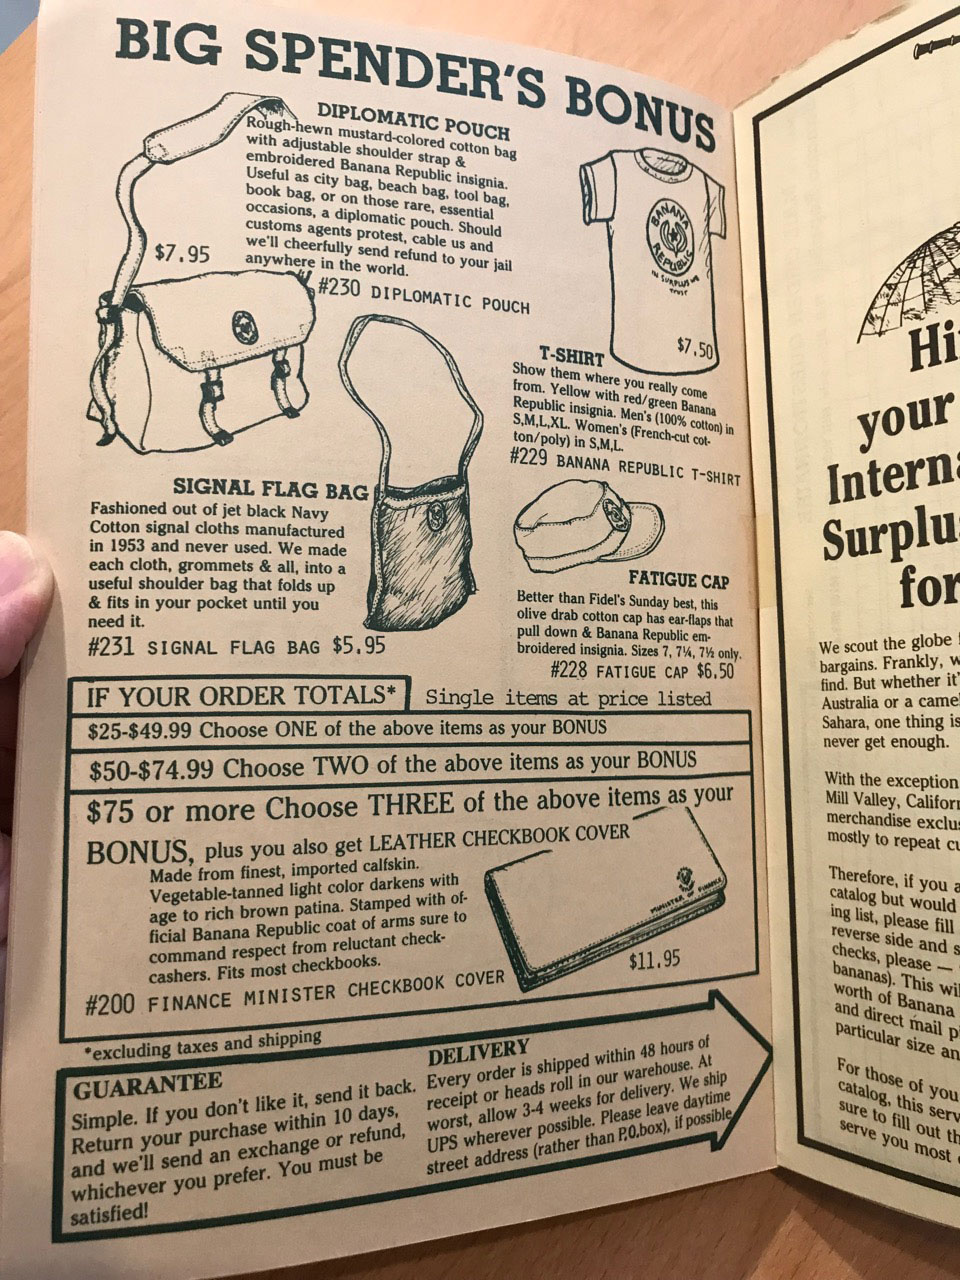 BIG SPENDER'S BONUS
DIPLOMATIC POUCH
Rough-hewn mustard-colored cotton bag
with adjustable shoulder strap &
embroidered Banana Republic insignia.
Useful as city bag, beach bag, tool bag,
book bag, or on those rare, essential
occasions, a diplomatic pouch. Should
customs agents protest, cable us and
we'll cheerfully send refund to your jail
anywhere in the world.
$7.95
#230 DIPLOMATIC POUCH
BANANA
REPUBLIC
IN SURPLUS WE
TRUST
$7.50
T-SHIRT
Show them where you really come
from. Yellow with red/green Banana
Republic insignia. Men's (100% cotton) in
S,M,L,XL. Women's (French-cut cot-
ton/poly) in S,M,L.
#229 BANANA REPUBLIC T-SHIRT
SIGNAL FLAG BAG
Fashioned out of jet black Navy
Cotton signal cloths manufactured
in 1953 and never used. We made
each cloth, grommets & all, into a
useful shoulder bag that folds up
& fits in your pocket until you
need it.
#231 SIGNAL FLAG BAG $5.95
FATIGUE CAP
Better than Fidel's Sunday best, this
olive drab cotton cap has ear-flaps that
pull down & Banana Republic em-
broidered insignia. Sizes 7, 7¼, 7½ only.
#228 FATIGUE CAP $6.50
IF YOUR ORDER TOTALS*
Single items at price listed
$25-$49.99 Choose ONE of the above items as your BONUS
$50-$74.99 Choose TWO of the above items as your BONUS
$75 or more Choose THREE of the above items as your
BONUS, plus you also get LEATHER CHECKBOOK COVER
Made from finest, imported calfskin.
Vegetable-tanned light color darkens with
age to rich brown patina. Stamped with of-
ficial Banana Republic coat of arms sure to
command respect from reluctant check-
cashers. Fits most checkbooks.
MINISTER OF FINANCE
$11.95
#200 FINANCE MINISTER CHECKBOOK COVER
*excluding taxes and shipping
GUARANTEE
Simple. If you don't like it, send it back.
Return your purchase within 10 days,
and we'll send an exchange or refund,
whichever you prefer. You must be
satisfied!
DELIVERY
Every order is shipped within 48 hours of
receipt or heads roll in our warehouse. At
worst, allow 3-4 weeks for delivery. We ship
UPS wherever possible. Please leave daytime
street address (rather than P.O.box), if possible
your
Surplus
for
We scout the globe
bargains. Frankly,
find. But whether it'
Australia or a camel
Sahara, one thing is
never get enough.
With the exception
Mill Valley,
merchandise
mostly to repeat
Therefore, if you
catalog but would
ing list, please fill
reverse side and
checks, please —
bananas). This
worth of Banana
and direct mail
particular size
For those of you
catalog, this
sure to fill out
serve you most